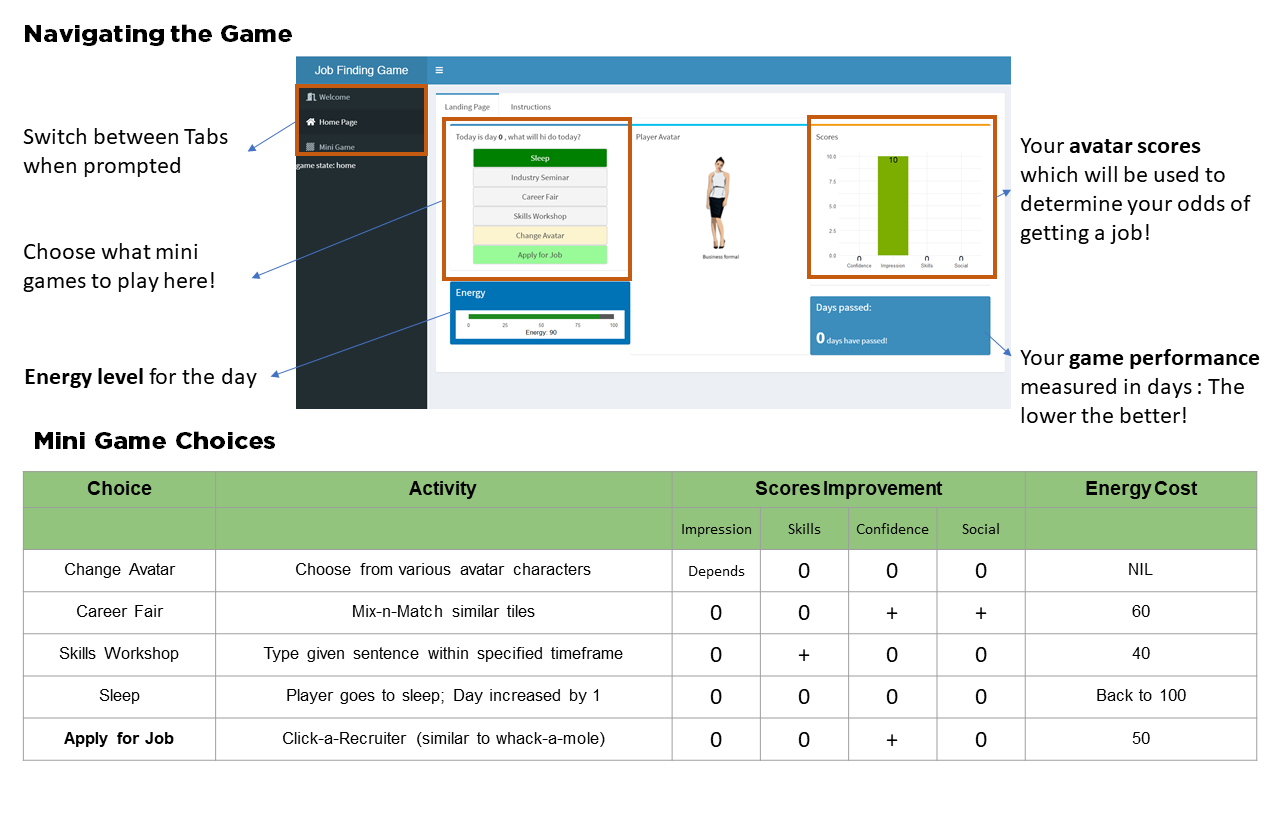 Navigating the Game
Job Finding Game
Welcome
Home Page
Mini Game
game state: home
Landing Page
Instructions
Today is day 0 , what will hi do today?
Sleep
Industry Seminar
Career Fair
Skills Workshop
Change Avatar
Apply for Job
Energy
0 25 50 75 100
Energy: 90
Player Avatar
Business formal
Scores
10.0
7.5
5.0
2.5
0.0
0 10 0 0
Confidence Impression Skills Social
Days passed:
0 days have passed!
Switch between Tabs
when prompted
Choose what mini
games to play here!
Energy level for the day
Your avatar scores
which will be used to
determine your odds of
getting a job!
Your game performance
measured in days : The
lower the better!
Mini Game Choices
Choice Activity Scores Improvement Energy Cost
Impression Skills Confidence Social
Change Avatar Choose from various avatar characters Depends 0 0 0 NIL
Career Fair Mix-n-Match similar tiles 0 0 + + 60
Skills Workshop Type given sentence within specified timeframe 0 + 0 0 40
Sleep Player goes to sleep; Day increased by 1 0 0 0 0 Back to 100
Apply for Job Click-a-Recruiter (similar to whack-a-mole) 0 0 + 0 50